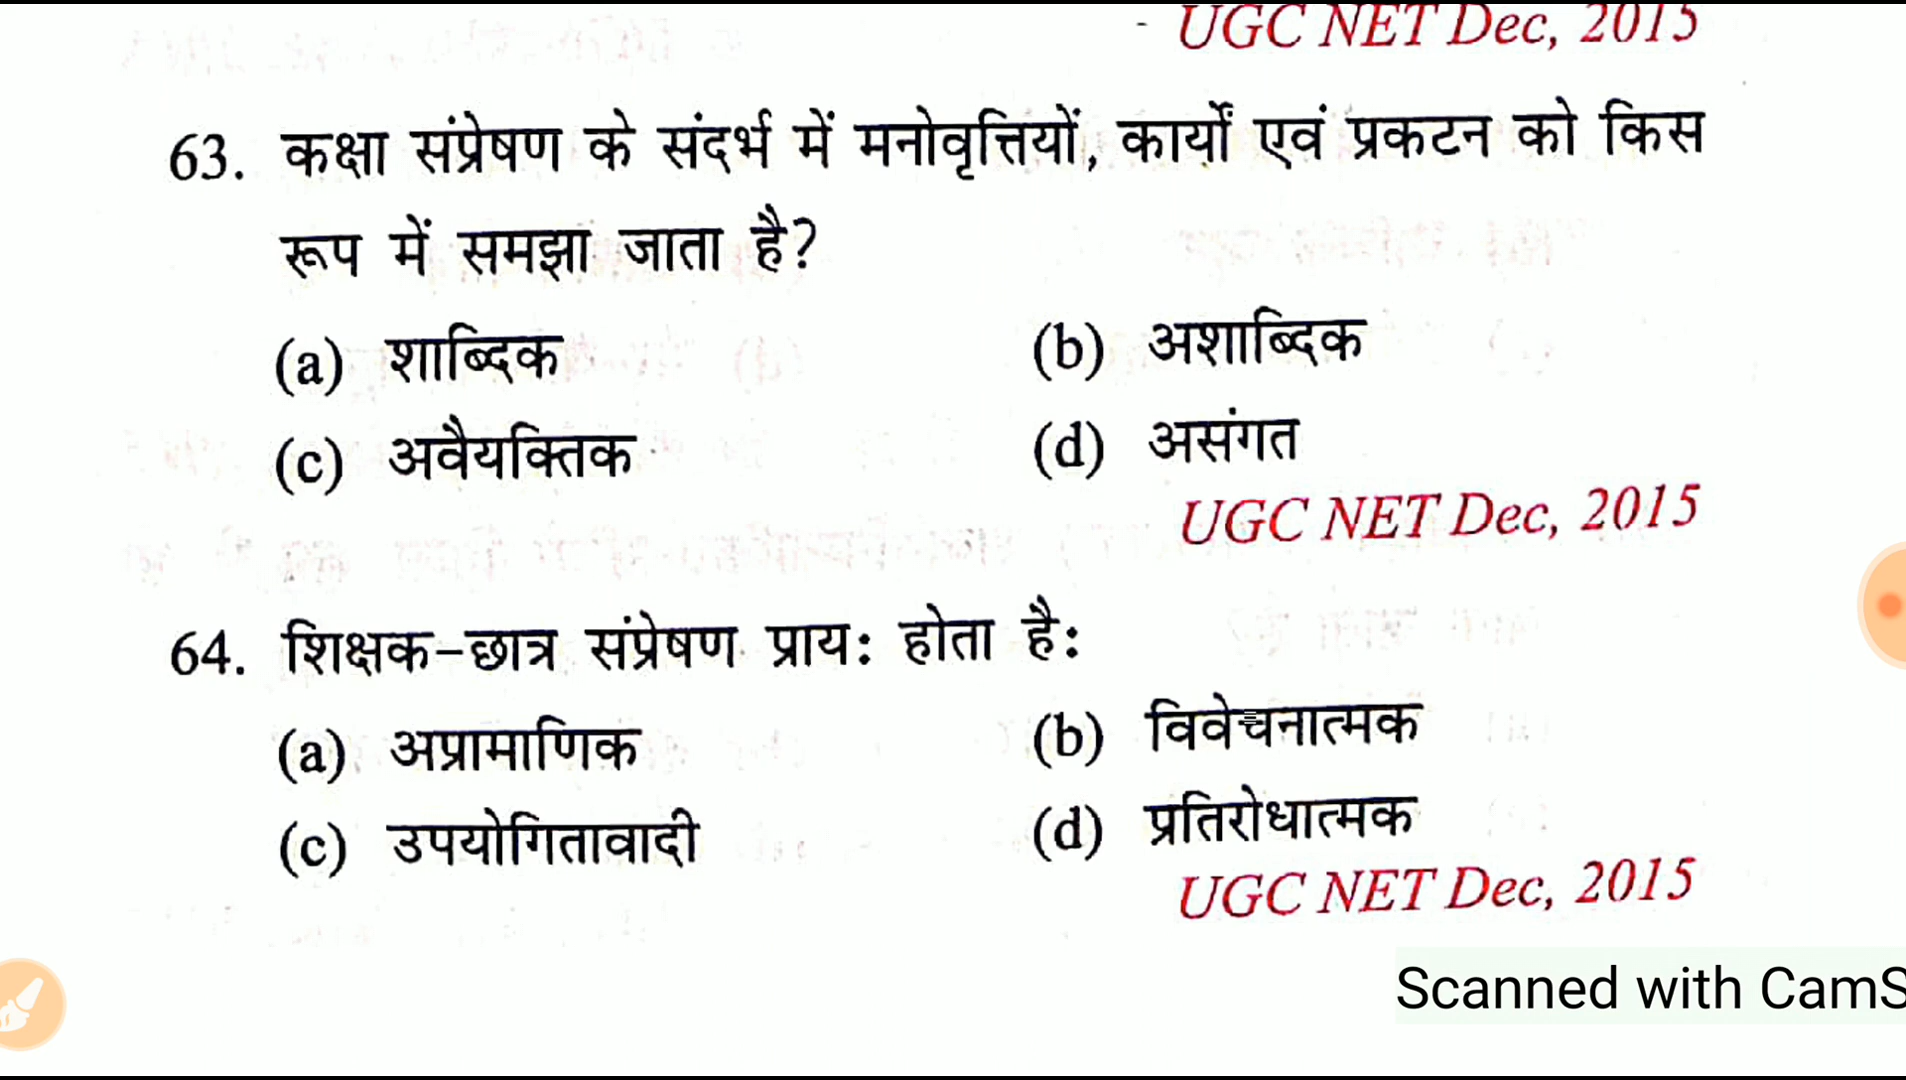 - UGC NET Dec, 2015
63. कक्षा संप्रेषण के संदर्भ में मनोवृत्तियों, कार्यों एवं प्रकटन को किस
रूप में समझा जाता है?
(a) शाब्दिक (b) अशाब्दिक
(c) अवैयक्तिक (d) असंगत
UGC NET Dec, 2015
64. शिक्षक-छात्र संप्रेषण प्रायः होता है:
(a) अप्रामाणिक (b) विवेचनात्मक
(c) उपयोगितावादी (d) प्रतिरोधात्मक
UGC NET Dec, 2015
Scanned with CamS